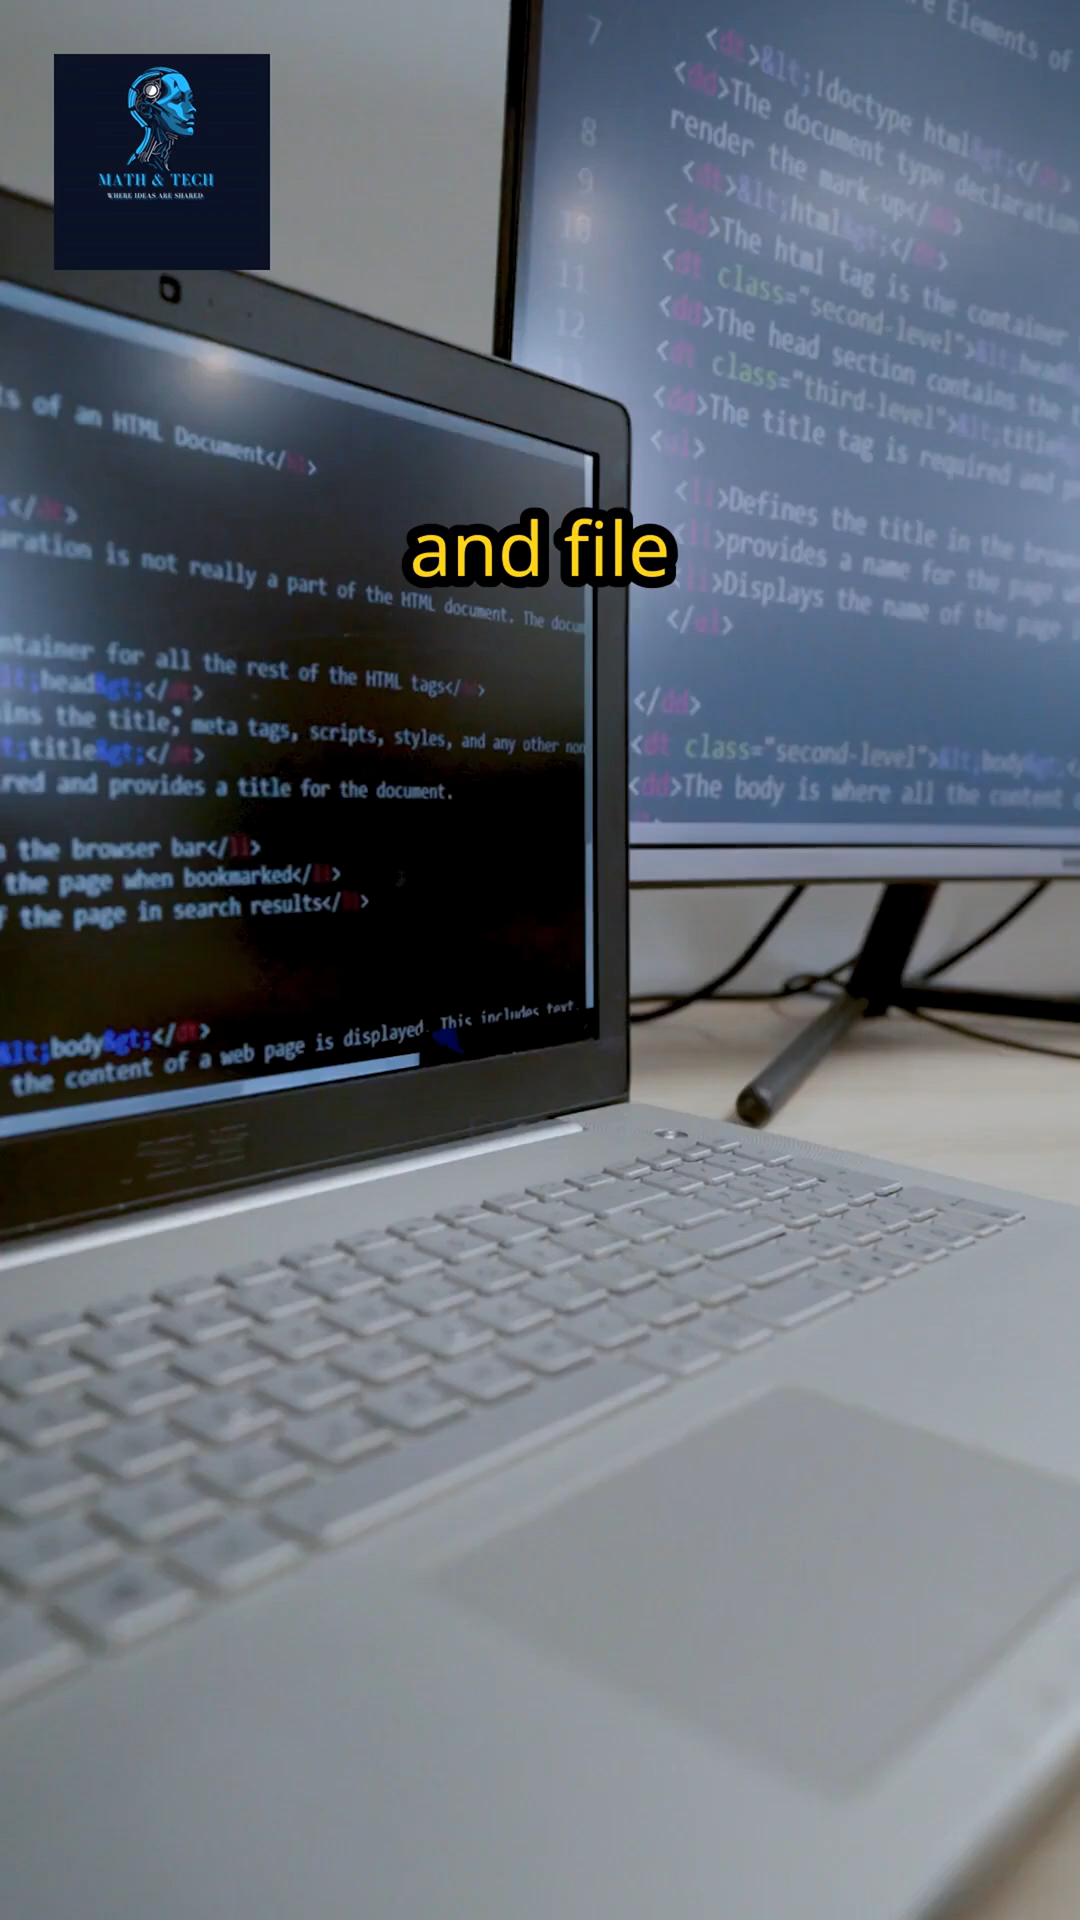 MATH & TECH
WHERE IDEAS ARE SHARED
and file
Elements of
7 <dt>&lt;!doctype html&gt;</dt>
8 <dd>The document type declaration
render the mark-up</dd>
9 <dt>&lt;html&gt;</dt>
10 <dd>The html tag is the container
11 <dt class="second-level">&lt;head
12 <dd>The head section contains the
<dt class="third-level">&lt;title
<dd>The title tag is required and
<ul>
<li>Defines the title in the
<li>provides a name for the page
<li>Displays the name of the page
</ul>
</dd>
<dt class="second-level">&lt;body&gt;
<dd>The body is where all the content
of an HTML Document</h1>
</dt>
is not really a part of the HTML document. The
for all the rest of the HTML tags</
head&gt;</dt>
the title, meta tags, scripts, styles, and any other
title&gt;</dt>
and provides a title for the document.
the browser bar</li>
the page when bookmarked</li>
the page in search results</li>
&lt;body&gt;</dt>
the content of a web page is displayed. This includes text,